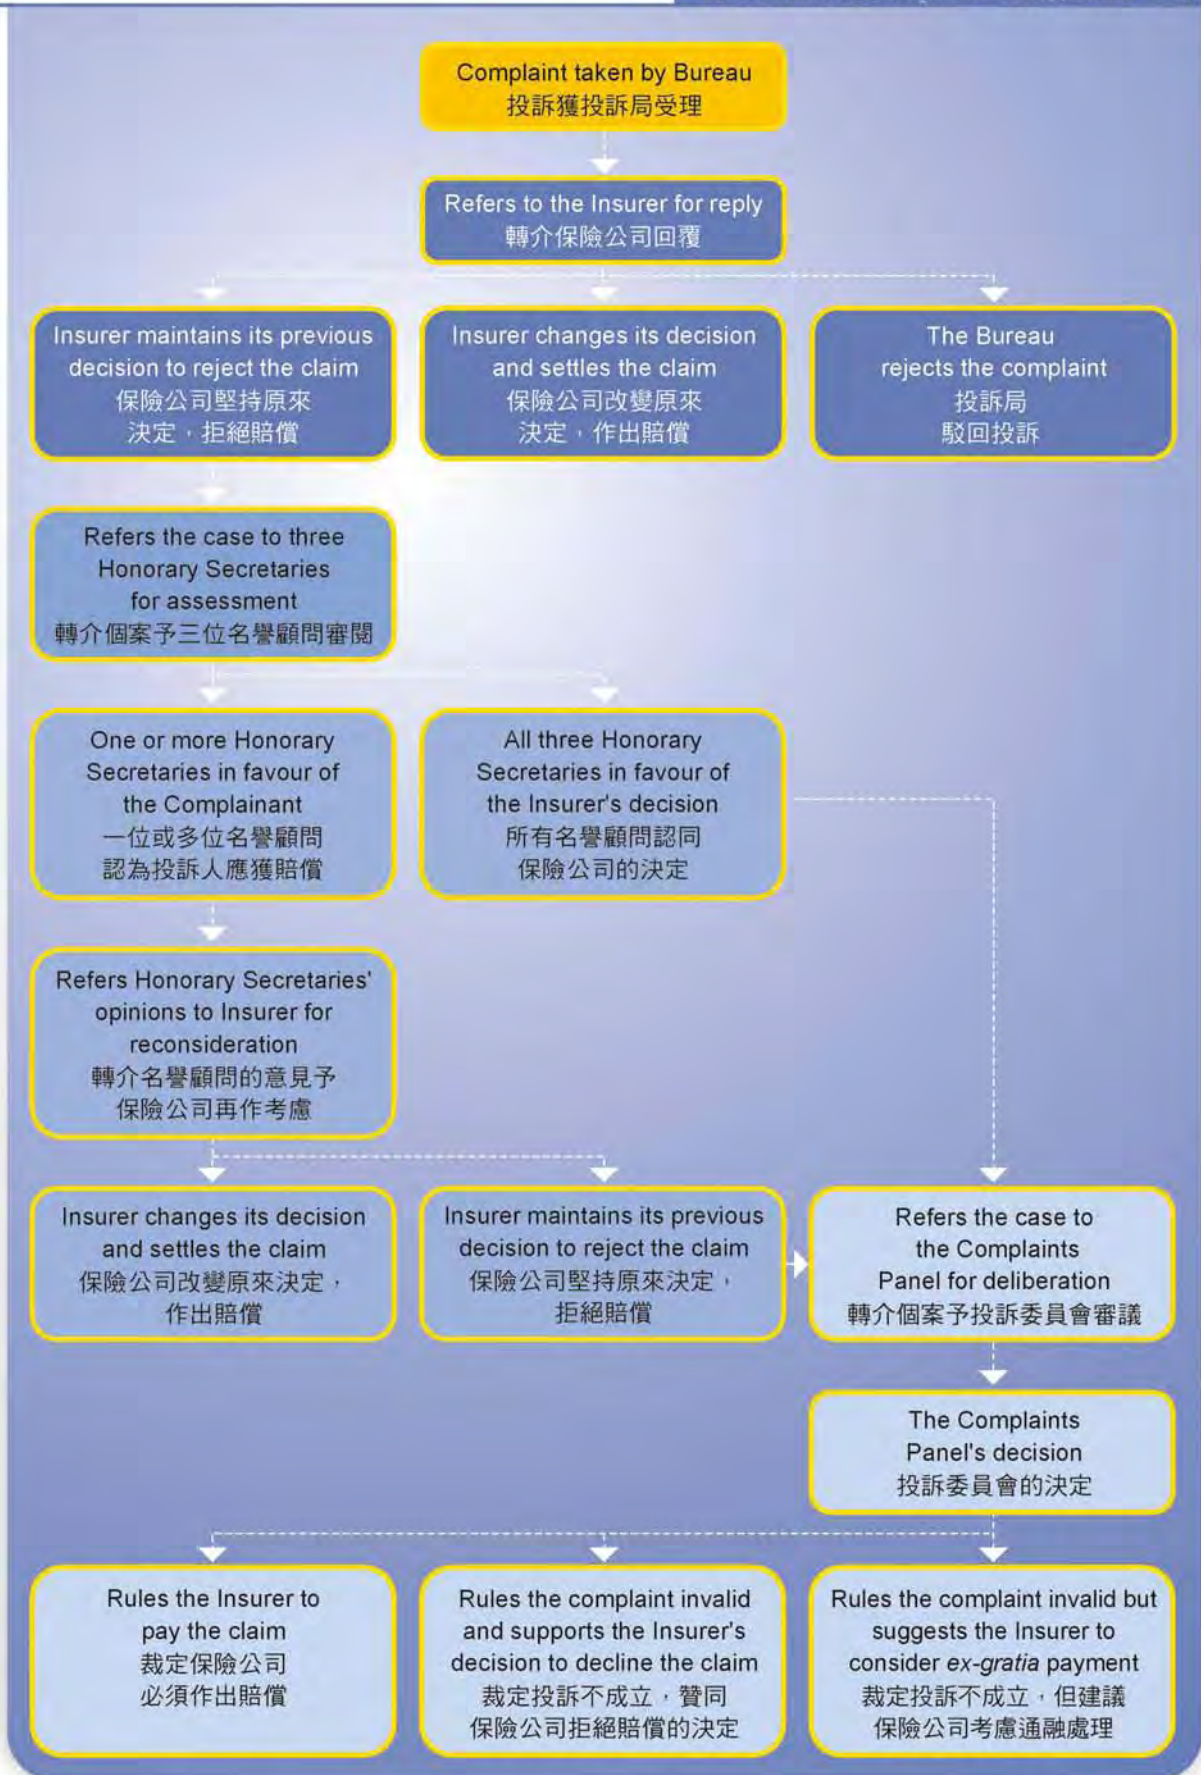 Complaint taken by Bureau
投訴獲投訴局受理
Refers to the Insurer for reply
轉介保險公司回覆
Insurer maintains its previous
decision to reject the claim
保險公司堅持原來
決定，拒絕賠償
Insurer changes its decision
and settles the claim
保險公司改變原來
決定，作出賠償
The Bureau
rejects the complaint
投訴局
駁回投訴
Refers the case to three
Honorary Secretaries
for assessment
轉介個案予三位名譽顧問審閱
One or more Honorary
Secretaries in favour of
the Complainant
一位或多位名譽顧問
認為投訴人應獲賠償
All three Honorary
Secretaries in favour of
the Insurer's decision
所有名譽顧問認同
保險公司的決定
Refers Honorary Secretaries'
opinions to Insurer for
reconsideration
轉介名譽顧問的意見予
保險公司再作考慮
Insurer changes its decision
and settles the claim
保險公司改變原來決定，
作出賠償
Insurer maintains its previous
decision to reject the claim
保險公司堅持原來決定，
拒絕賠償
Refers the case to
the Complaints
Panel for deliberation
轉介個案予投訴委員會審議
The Complaints
Panel's decision
投訴委員會的決定
Rules the Insurer to
pay the claim
裁定保險公司
必須作出賠償
Rules the complaint invalid
and supports the Insurer's
decision to decline the claim
裁定投訴不成立，贊同
保險公司拒絕賠償的決定
Rules the complaint invalid but
suggests the Insurer to
consider ex-gratia payment
裁定投訴不成立，但建議
保險公司考慮通融處理